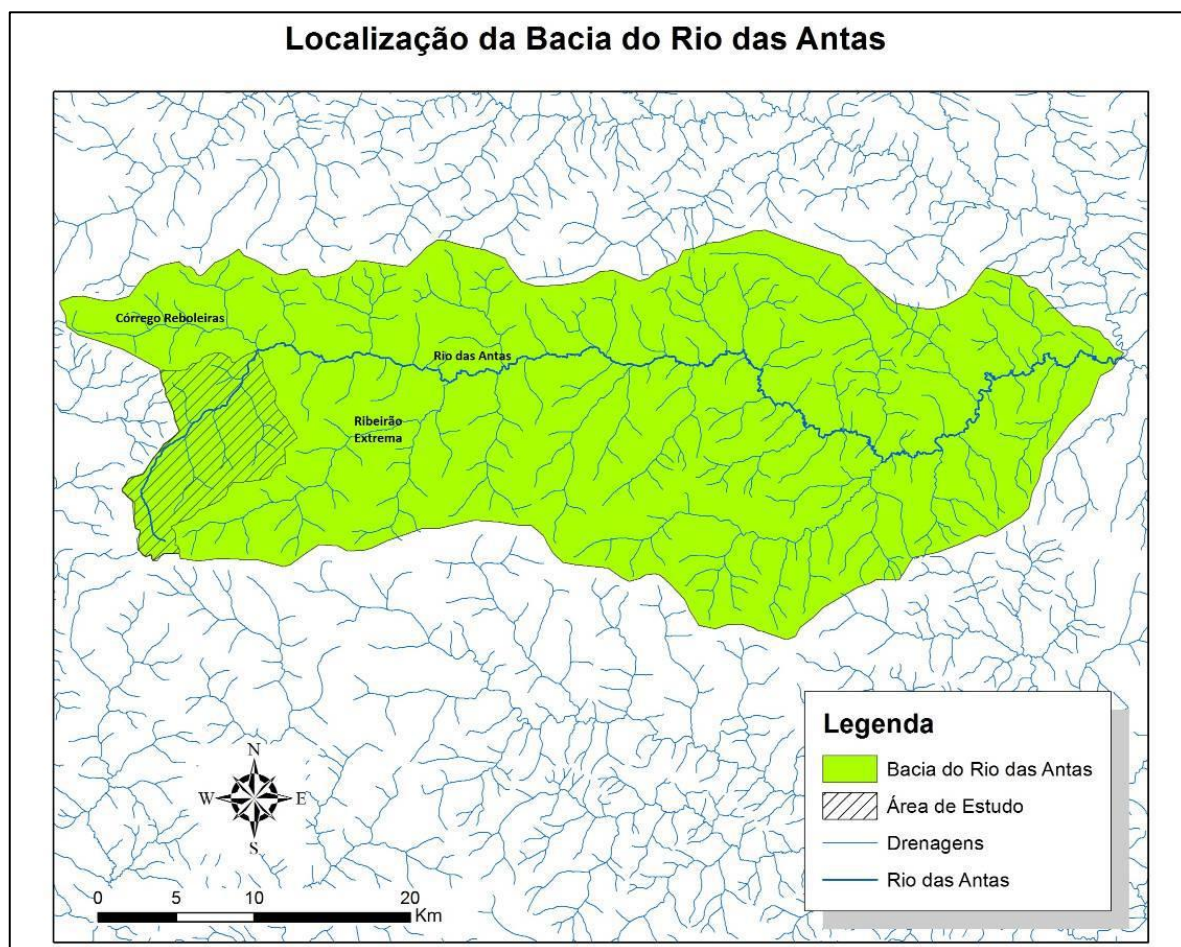 Localização da Bacia do Rio das Antas
Córrego Reboleiras
Rio das Antas
Ribeirão
Extrema
Legenda
Bacia do Rio das Antas
Área de Estudo
Drenagens
Rio das Antas
N
W E
S
0 5 10 20
Km